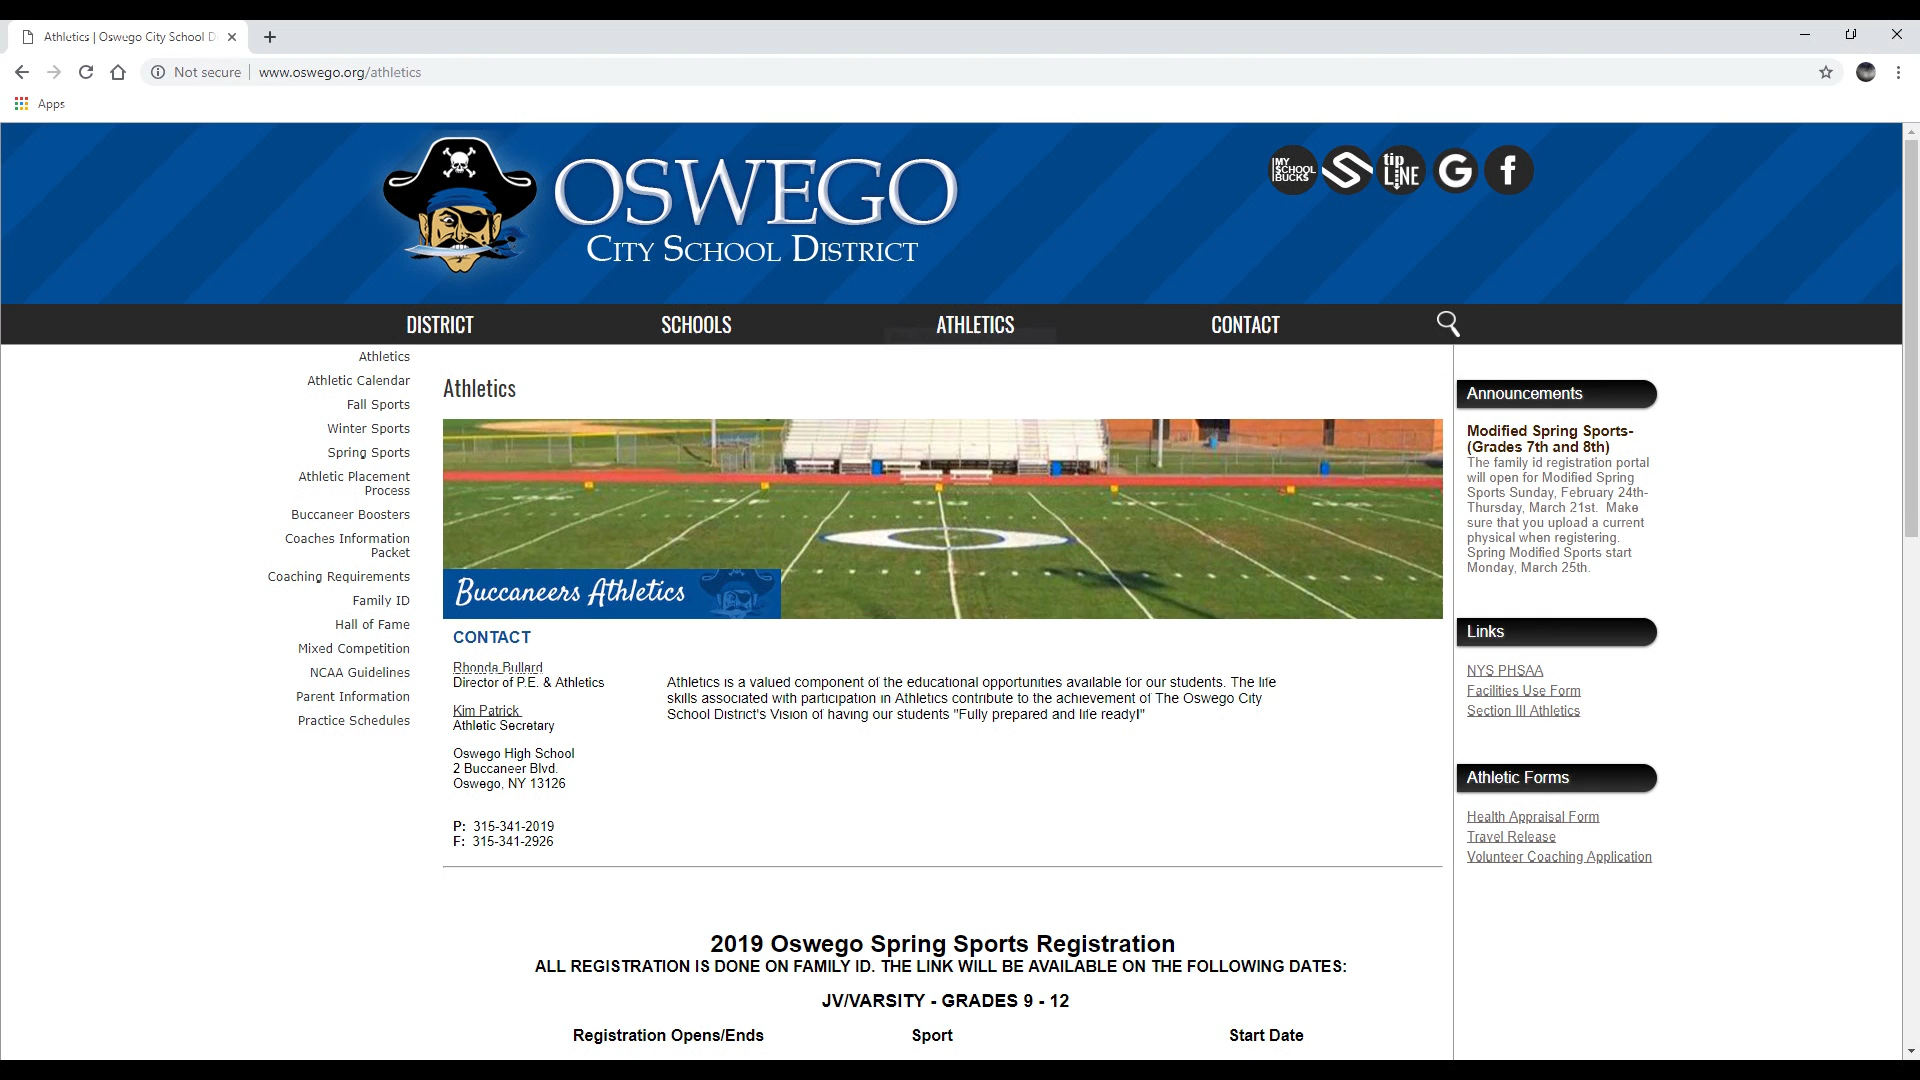 Athletics | Oswego City School D
Not secure | www.oswego.org/athletics
Apps
OSWEGO
CITY SCHOOL DISTRICT
MY SCHOOL BUCKS
tip LINE
DISTRICT
SCHOOLS
ATHLETICS
CONTACT
Athletics
Athletic Calendar
Fall Sports
Winter Sports
Spring Sports
Athletic Placement
Process
Buccaneer Boosters
Coaches Information
Packet
Coaching Requirements
Family ID
Hall of Fame
Mixed Competition
NCAA Guidelines
Parent Information
Practice Schedules
Athletics
Buccaneers Athletics
CONTACT
Rhonda Bullard
Director of P.E. & Athletics
Kim Patrick
Athletic Secretary
Oswego High School
2 Buccaneer Blvd.
Oswego, NY 13126
P: 315-341-2019
F: 315-341-2926
Athletics is a valued component of the educational opportunities available for our students. The life
skills associated with participation in Athletics contribute to the achievement of The Oswego City
School District's Vision of having our students "Fully prepared and life ready!"
2019 Oswego Spring Sports Registration
ALL REGISTRATION IS DONE ON FAMILY ID. THE LINK WILL BE AVAILABLE ON THE FOLLOWING DATES:
JV/VARSITY - GRADES 9 - 12
Registration Opens/Ends
Sport
Start Date
Announcements
Modified Spring Sports-
(Grades 7th and 8th)
The family id registration portal
will open for Modified Spring
Sports Sunday, February 24th-
Thursday, March 21st. Make
sure that you upload a current
physical when registering.
Spring Modified Sports start
Monday, March 25th.
Links
NYS PHSAA
Facilities Use Form
Section III Athletics
Athletic Forms
Health Appraisal Form
Travel Release
Volunteer Coaching Application